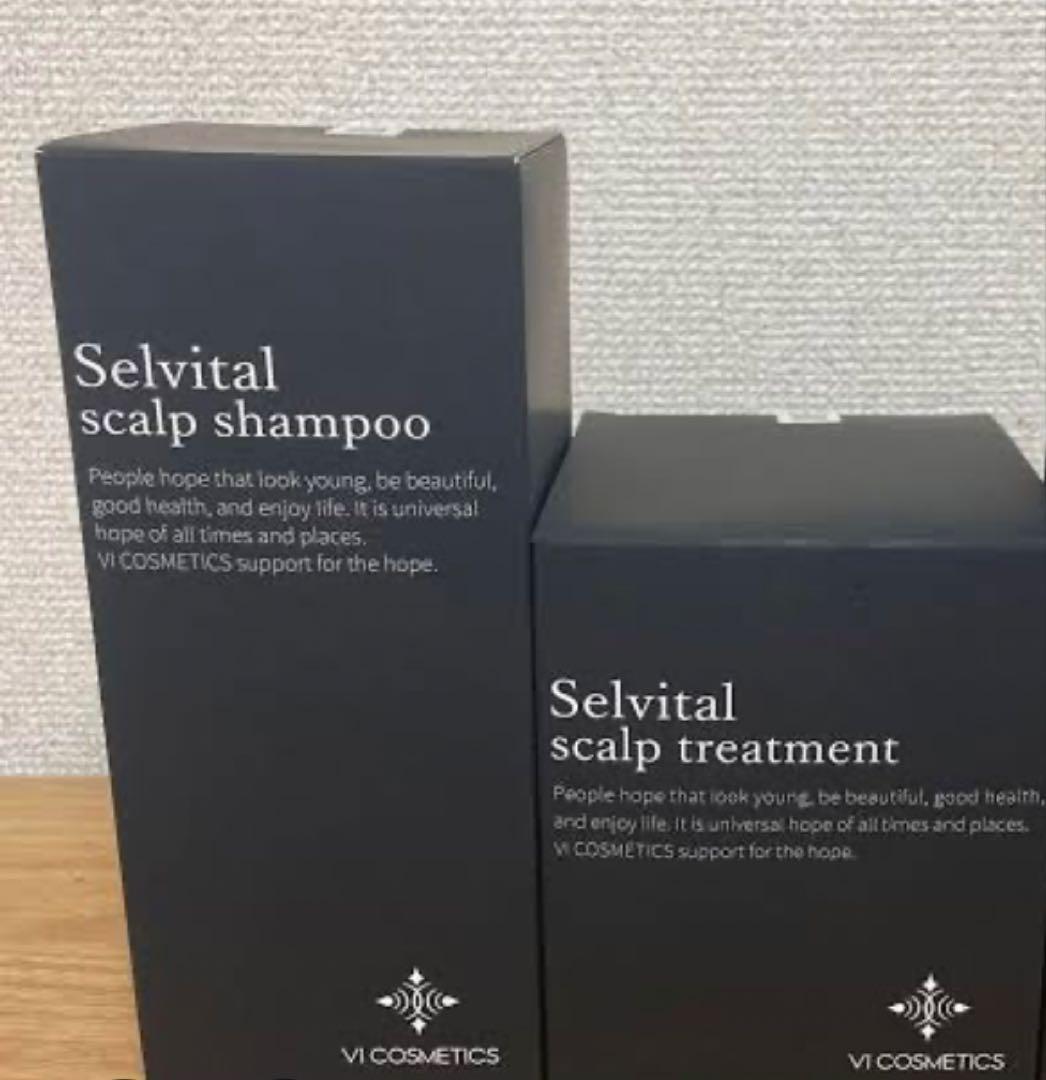 Selvital
scalp shampoo
People hope that look young, be beautiful,
good health, and enjoy life. It is universal
hope of all times and places.
VI COSMETICS support for the hope.
VI COSMETICS
Selvital
scalp treatment
People hope that look young, be beautiful, good health,
and enjoy life. It is universal hope of all times and places.
VI COSMETICS support for the hope.
VI COSMETICS